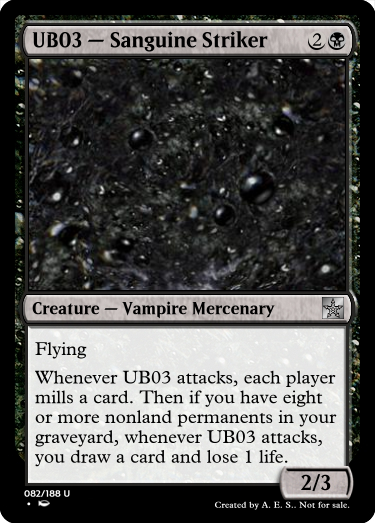 UB03 — Sanguine Striker 2
Creature — Vampire Mercenary
Flying
Whenever UB03 attacks, each player
mills a card. Then if you have eight
or more nonland permanents in your
graveyard, whenever UB03 attacks,
you draw a card and lose 1 life.
2/3
082/188 U
Created by A. E. S.. Not for sale.